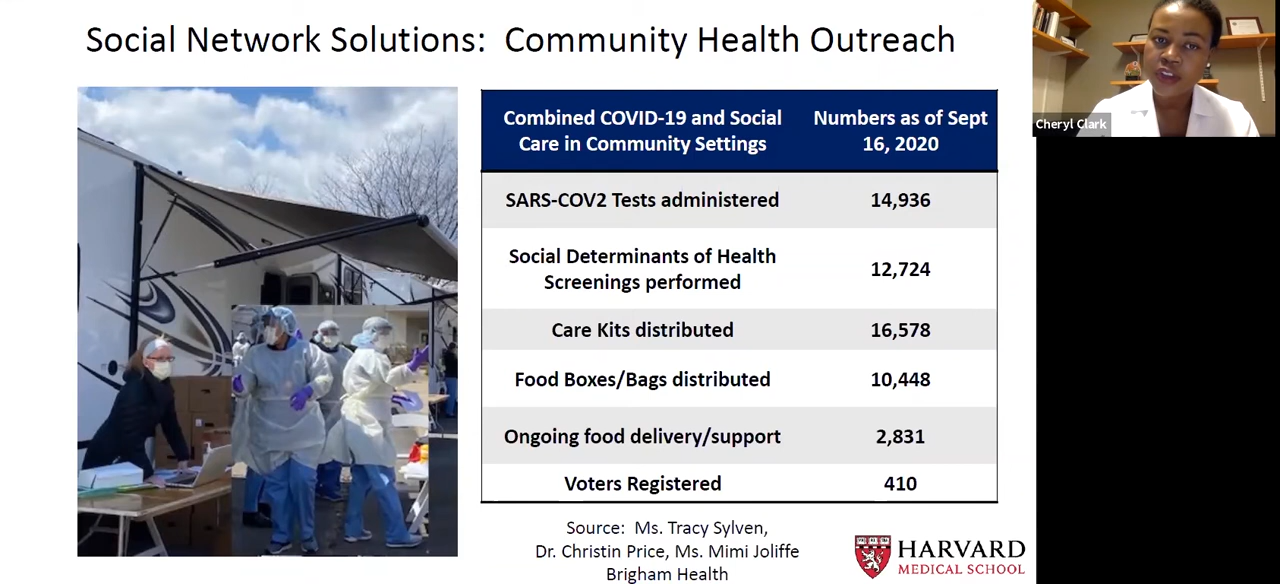 Social Network Solutions:  Community Health Outreach
Cheryl Clark
Combined COVID-19 and Social
Care in Community Settings
Numbers as of Sept
16, 2020
SARS-COV2 Tests administered
14,936
Social Determinants of Health
Screenings performed
12,724
Care Kits distributed
16,578
Food Boxes/Bags distributed
10,448
Ongoing food delivery/support
2,831
Voters Registered
410
Source:  Ms. Tracy Sylven,
Dr. Christin Price, Ms. Mimi Joliffe
Brigham Health
HARVARD
MEDICAL SCHOOL